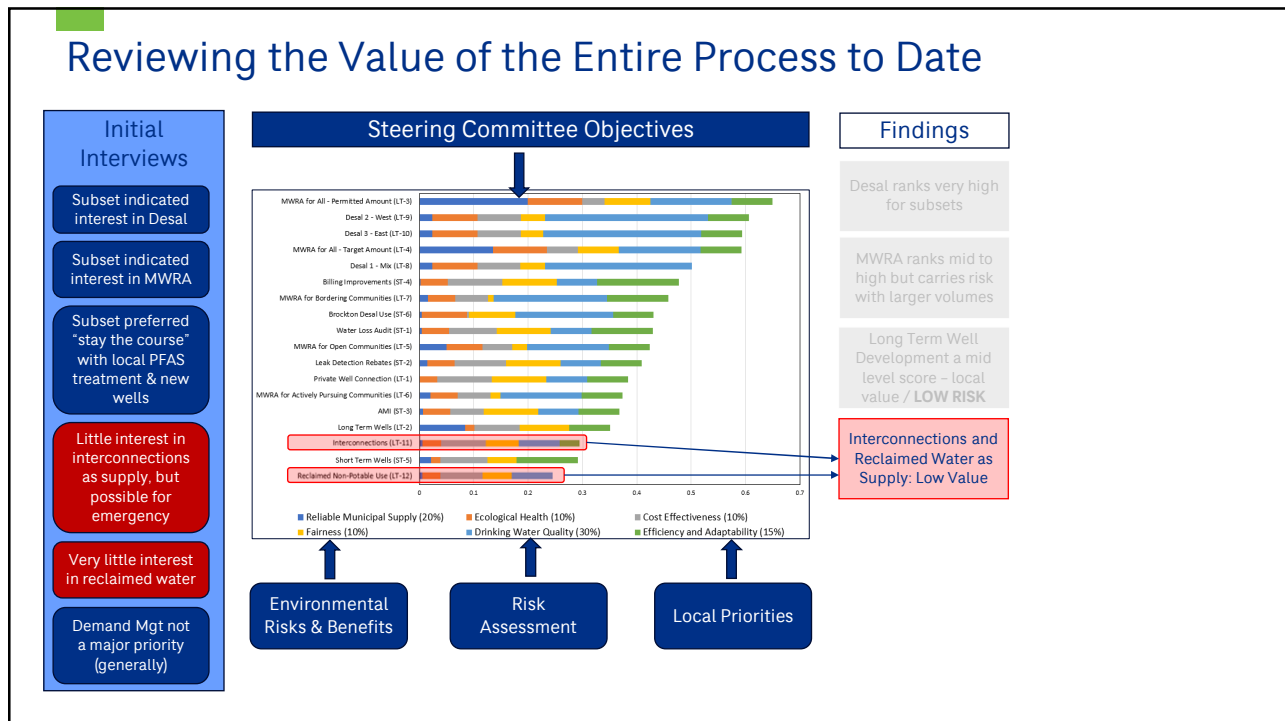 Reviewing the Value of the Entire Process to Date
Initial
Interviews
Subset indicated
interest in Desal
Subset indicated
interest in MWRA
Subset preferred
"stay the course"
with local PFAS
treatment & new
wells
Little interest in
interconnections
as supply, but
possible for
emergency
Very little interest
in reclaimed water
Demand Mgt not
a major priority
(generally)
Steering Committee Objectives
MWRA for All - Permitted Amount (LT-3)
Desal 2 - West (LT-9)
Desal 3 - East (LT-10)
MWRA for All - Target Amount (LT-4)
Desal 1 - Mix (LT-8)
Billing Improvements (ST-4)
MWRA for Bordering Communities (LT-7)
Brockton Desal Use (ST-6)
Water Loss Audit (ST-1)
MWRA for Open Communities (LT-5)
Leak Detection Rebates (ST-2)
Private Well Connection (LT-1)
MWRA for Actively Pursuing Communities (LT-6)
AMI (ST-3)
Long Term Wells (LT-2)
Interconnections (LT-11)
Short Term Wells (ST-5)
Reclaimed Non-Potable Use (LT-12)
0 0.1 0.2 0.3 0.4 0.5 0.6 0.7
Reliable Municipal Supply (20%) Ecological Health (10%) Cost Effectiveness (10%)
Fairness (10%) Drinking Water Quality (30%) Efficiency and Adaptability (15%)
Environmental
Risks & Benefits
Risk
Assessment
Local Priorities
Findings
Desal ranks very high
for subsets
MWRA ranks mid to
high but carries risk
with larger volumes
Long Term Well
Development a mid
level score – local
value / LOW RISK
Interconnections and
Reclaimed Water as
Supply: Low Value